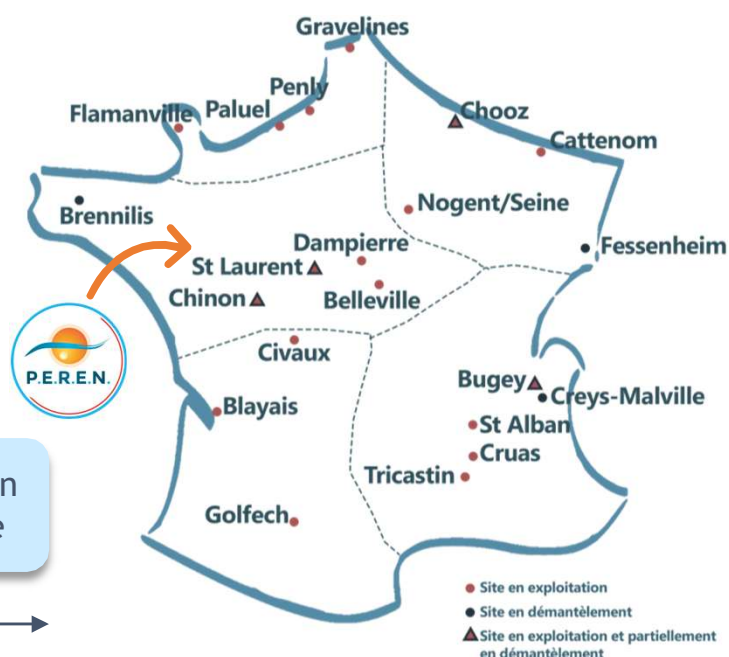 Gravelines
Penly
Flamanville
Paluel
Chooz
Cattenom
Brennilis
Nogent/Seine
Dampierre
Fessenheim
St Laurent
Chinon
Belleville
P.E.R.E.N.
Civaux
Bugey
Creys-Malville
Blayais
St Alban
Cruas
Tricastin
Golfech
Site en exploitation
Site en démantèlement
Site en exploitation et partiellement
en démantèlement